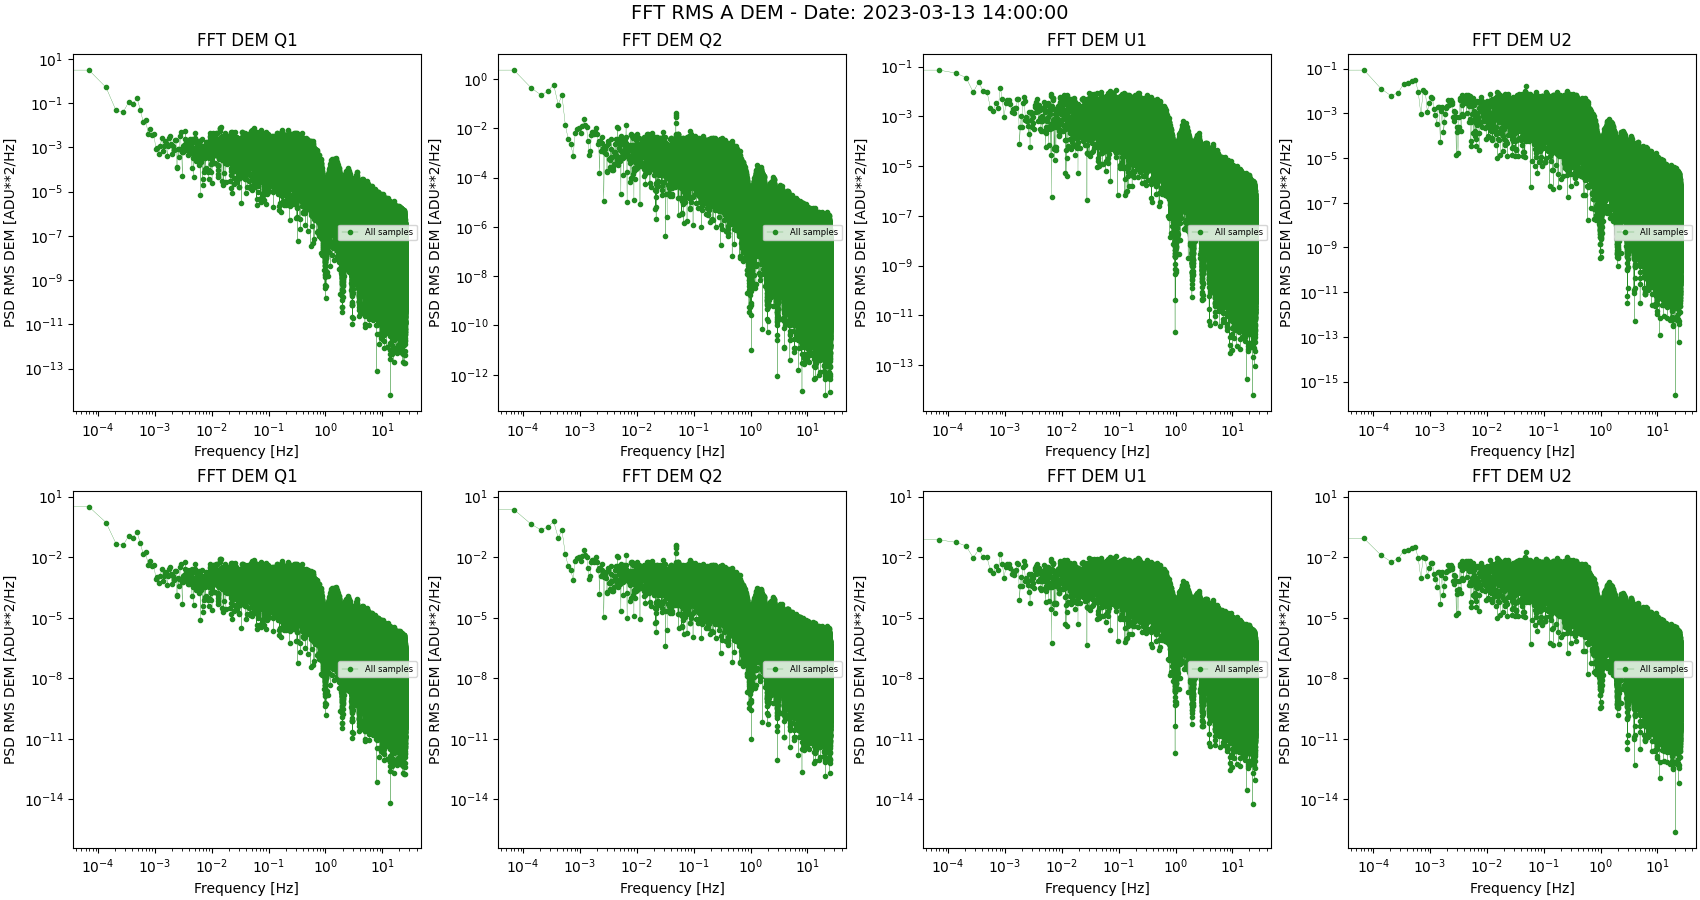 FFT RMS A DEM - Date: 2023-03-13 14:00:00
FFT DEM Q1
PSD RMS DEM [ADU**2/Hz]
10^1
10^-1
10^-3
10^-5
10^-7
10^-9
10^-11
10^-13
All samples
10^-4 10^-3 10^-2 10^-1 10^0 10^1
Frequency [Hz]
FFT DEM Q2
PSD RMS DEM [ADU**2/Hz]
10^0
10^-2
10^-4
10^-6
10^-8
10^-10
10^-12
All samples
10^-4 10^-3 10^-2 10^-1 10^0 10^1
Frequency [Hz]
FFT DEM U1
PSD RMS DEM [ADU**2/Hz]
10^-1
10^-3
10^-5
10^-7
10^-9
10^-11
10^-13
All samples
10^-4 10^-3 10^-2 10^-1 10^0 10^1
Frequency [Hz]
FFT DEM U2
PSD RMS DEM [ADU**2/Hz]
10^-1
10^-3
10^-5
10^-7
10^-9
10^-11
10^-13
10^-15
All samples
10^-4 10^-3 10^-2 10^-1 10^0 10^1
Frequency [Hz]
FFT DEM Q1
PSD RMS DEM [ADU**2/Hz]
10^1
10^-2
10^-5
10^-8
10^-11
10^-14
All samples
10^-4 10^-3 10^-2 10^-1 10^0 10^1
Frequency [Hz]
FFT DEM Q2
PSD RMS DEM [ADU**2/Hz]
10^1
10^-2
10^-5
10^-8
10^-11
10^-14
All samples
10^-4 10^-3 10^-2 10^-1 10^0 10^1
Frequency [Hz]
FFT DEM U1
PSD RMS DEM [ADU**2/Hz]
10^1
10^-2
10^-5
10^-8
10^-11
10^-14
All samples
10^-4 10^-3 10^-2 10^-1 10^0 10^1
Frequency [Hz]
FFT DEM U2
PSD RMS DEM [ADU**2/Hz]
10^1
10^-2
10^-5
10^-8
10^-11
10^-14
All samples
10^-4 10^-3 10^-2 10^-1 10^0 10^1
Frequency [Hz]